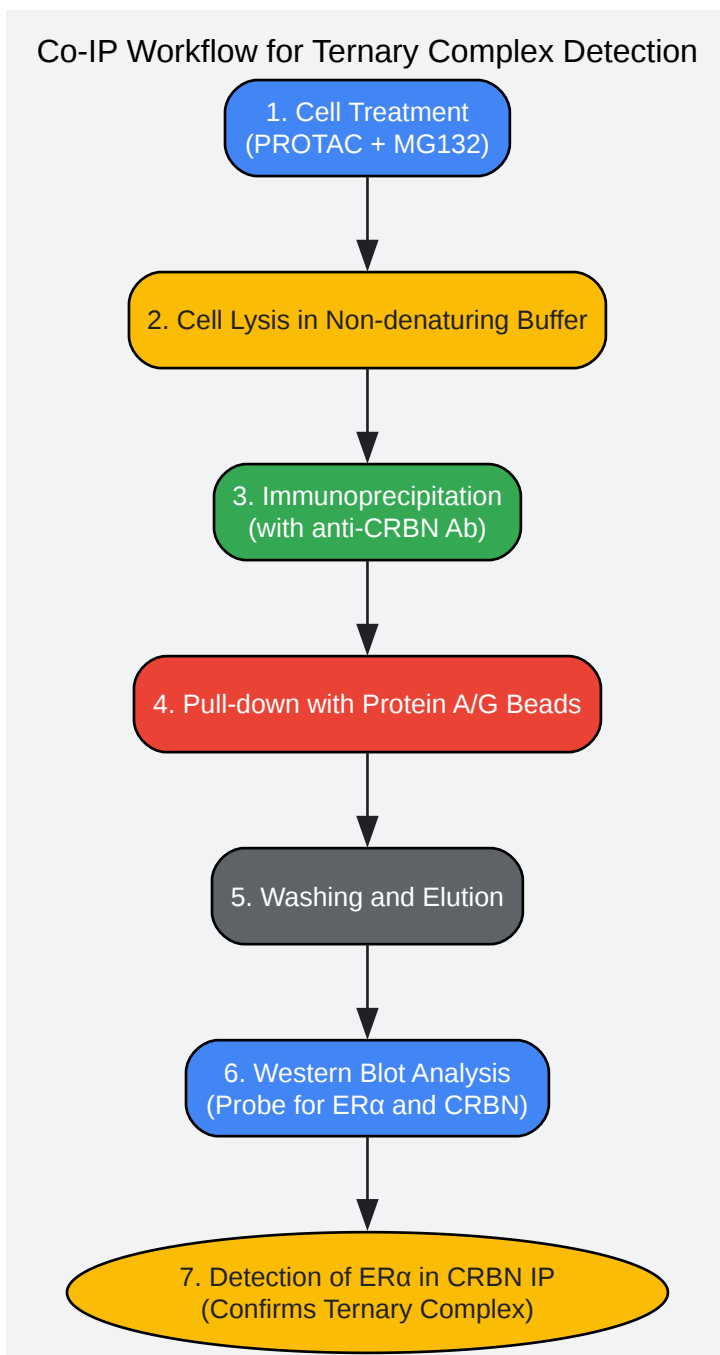 Co-IP Workflow for Ternary Complex Detection
1. Cell Treatment
(PROTAC + MG132)
2. Cell Lysis in Non-denaturing Buffer
3. Immunoprecipitation
(with anti-CRBN Ab)
4. Pull-down with Protein A/G Beads
5. Washing and Elution
6. Western Blot Analysis
(Probe for ERα and CRBN)
7. Detection of ERα in CRBN IP
(Confirms Ternary Complex)